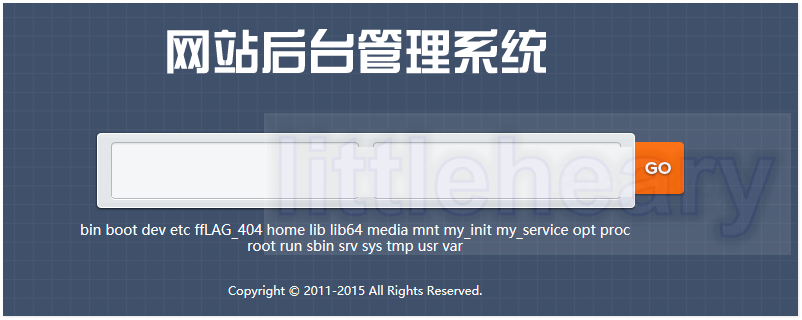 网站后台管理系统
littleheary
GO
bin boot dev etc ffLAG_404 home lib lib64 media mnt my_init my_service opt proc
root run sbin srv sys tmp usr var
Copyright © 2011-2015 All Rights Reserved.